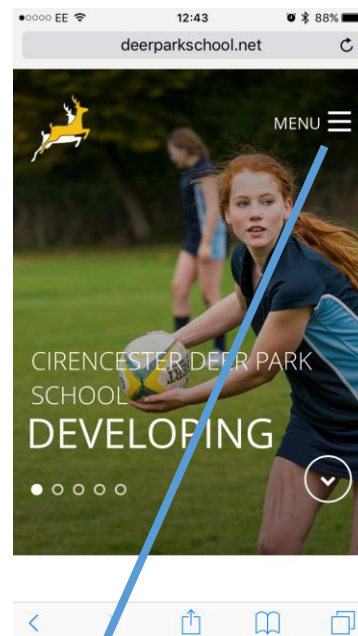 EE 12:43 88%
deerparkschool.net
MENU
CIRENCESTER DEER PARK
SCHOOL
DEVELOPING